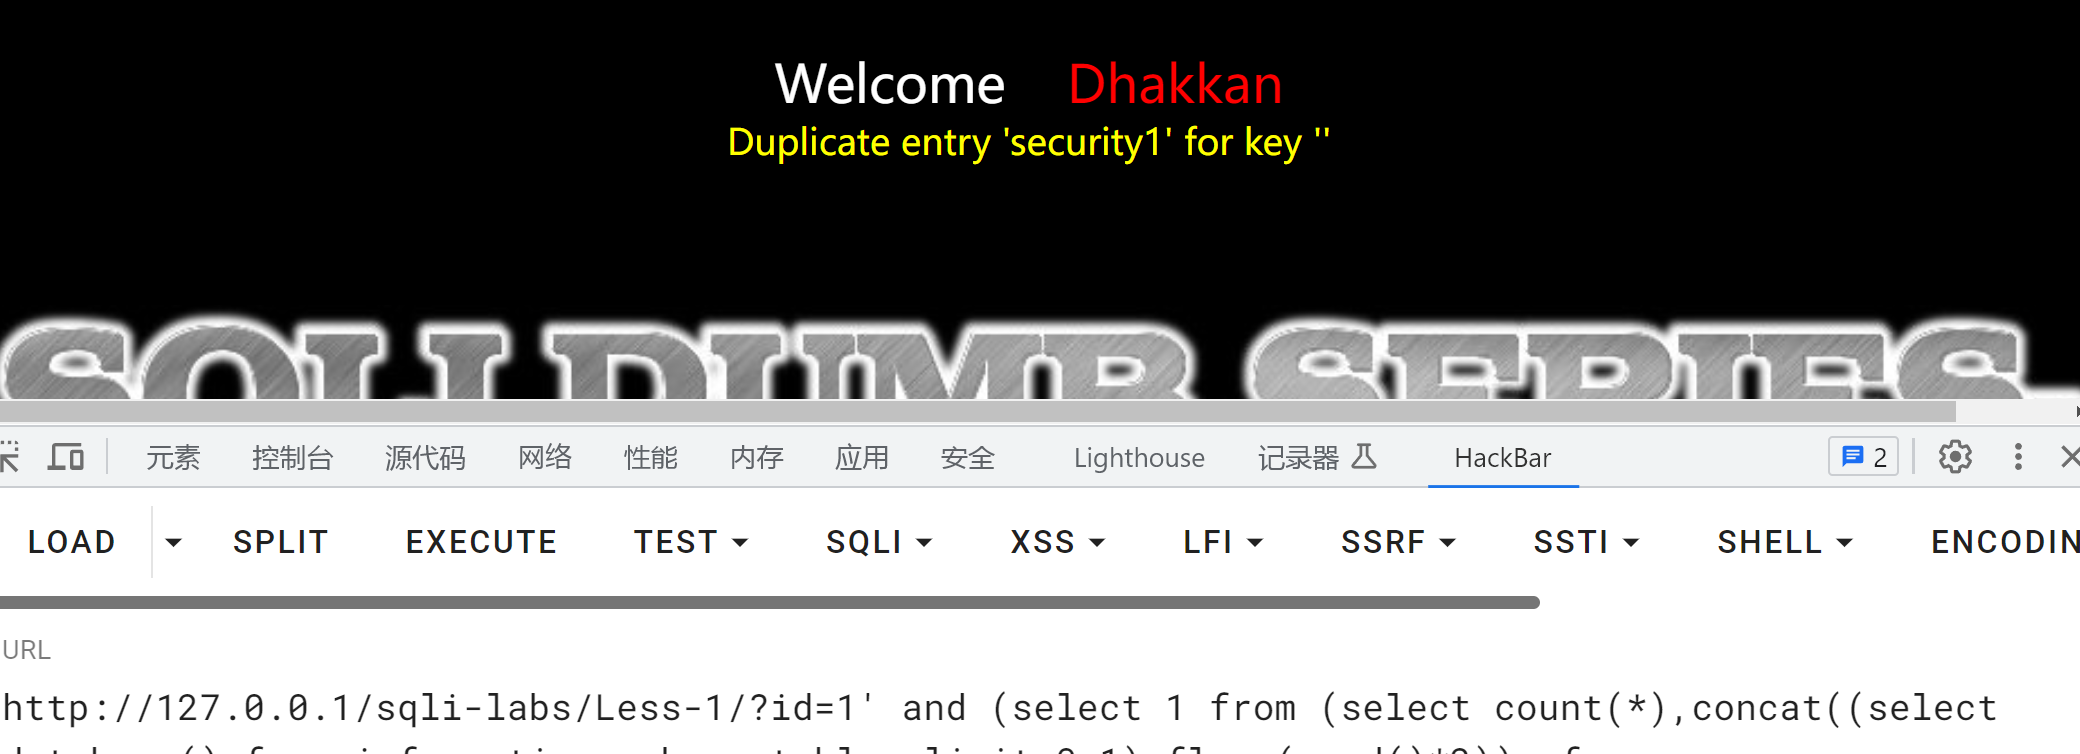 Welcome Dhakkan
Duplicate entry 'security1' for key ''
SQLI DUMB SERIES
元素 控制台 源代码 网络 性能 内存 应用 安全 Lighthouse 记录器 HackBar 2
LOAD SPLIT EXECUTE TEST SQLI XSS LFI SSRF SSTI SHELL ENCODIN
URL
http://127.0.0.1/sqli-labs/Less-1/?id=1' and (select 1 from (select count(*),concat((select